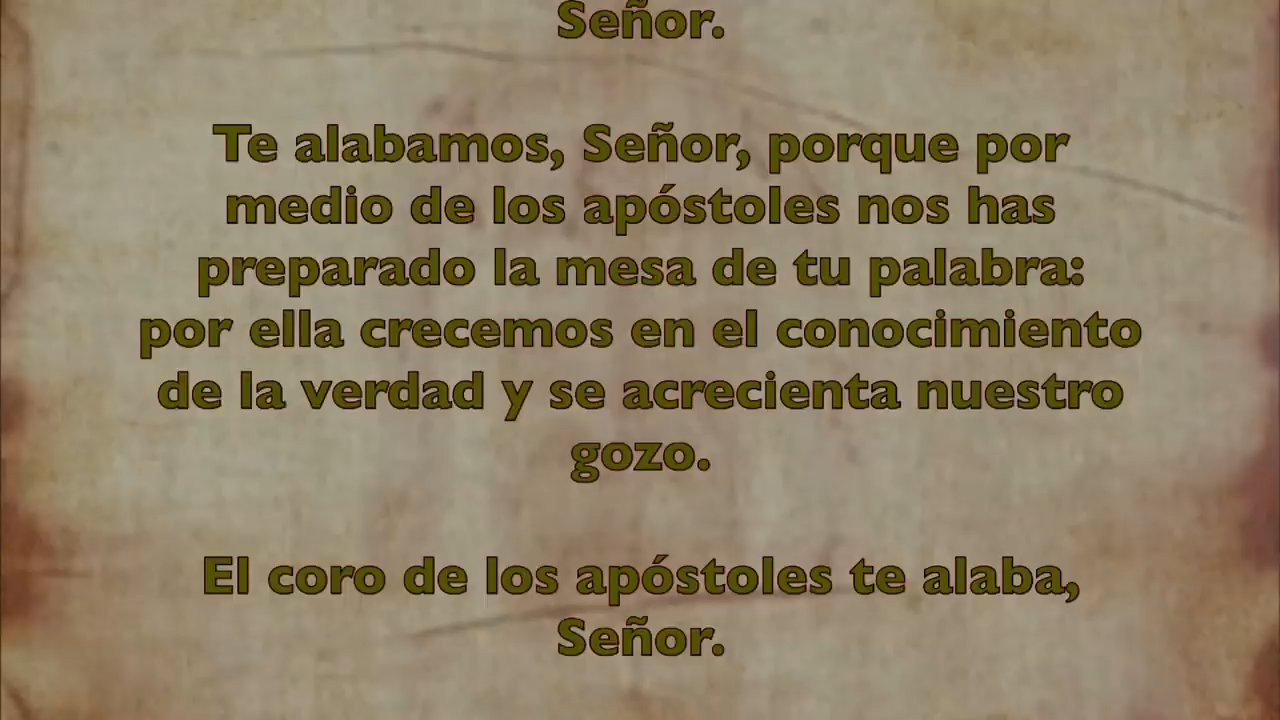 Señor.
Te alabamos, Señor, porque por
medio de los apóstoles nos has
preparado la mesa de tu palabra:
por ella crecemos en el conocimiento
de la verdad y se acrecienta nuestro
gozo.
El coro de los apóstoles te alaba,
Señor.